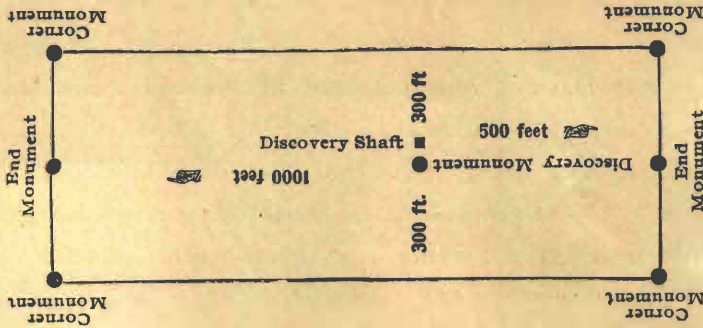 Corner
Monument
Corner
Monument
End
Monument
300 ft
500 feet
Discovery Shaft
Discovery Monument
1000 feet
300 ft.
End
Monument
Corner
Monument
Corner
Monument